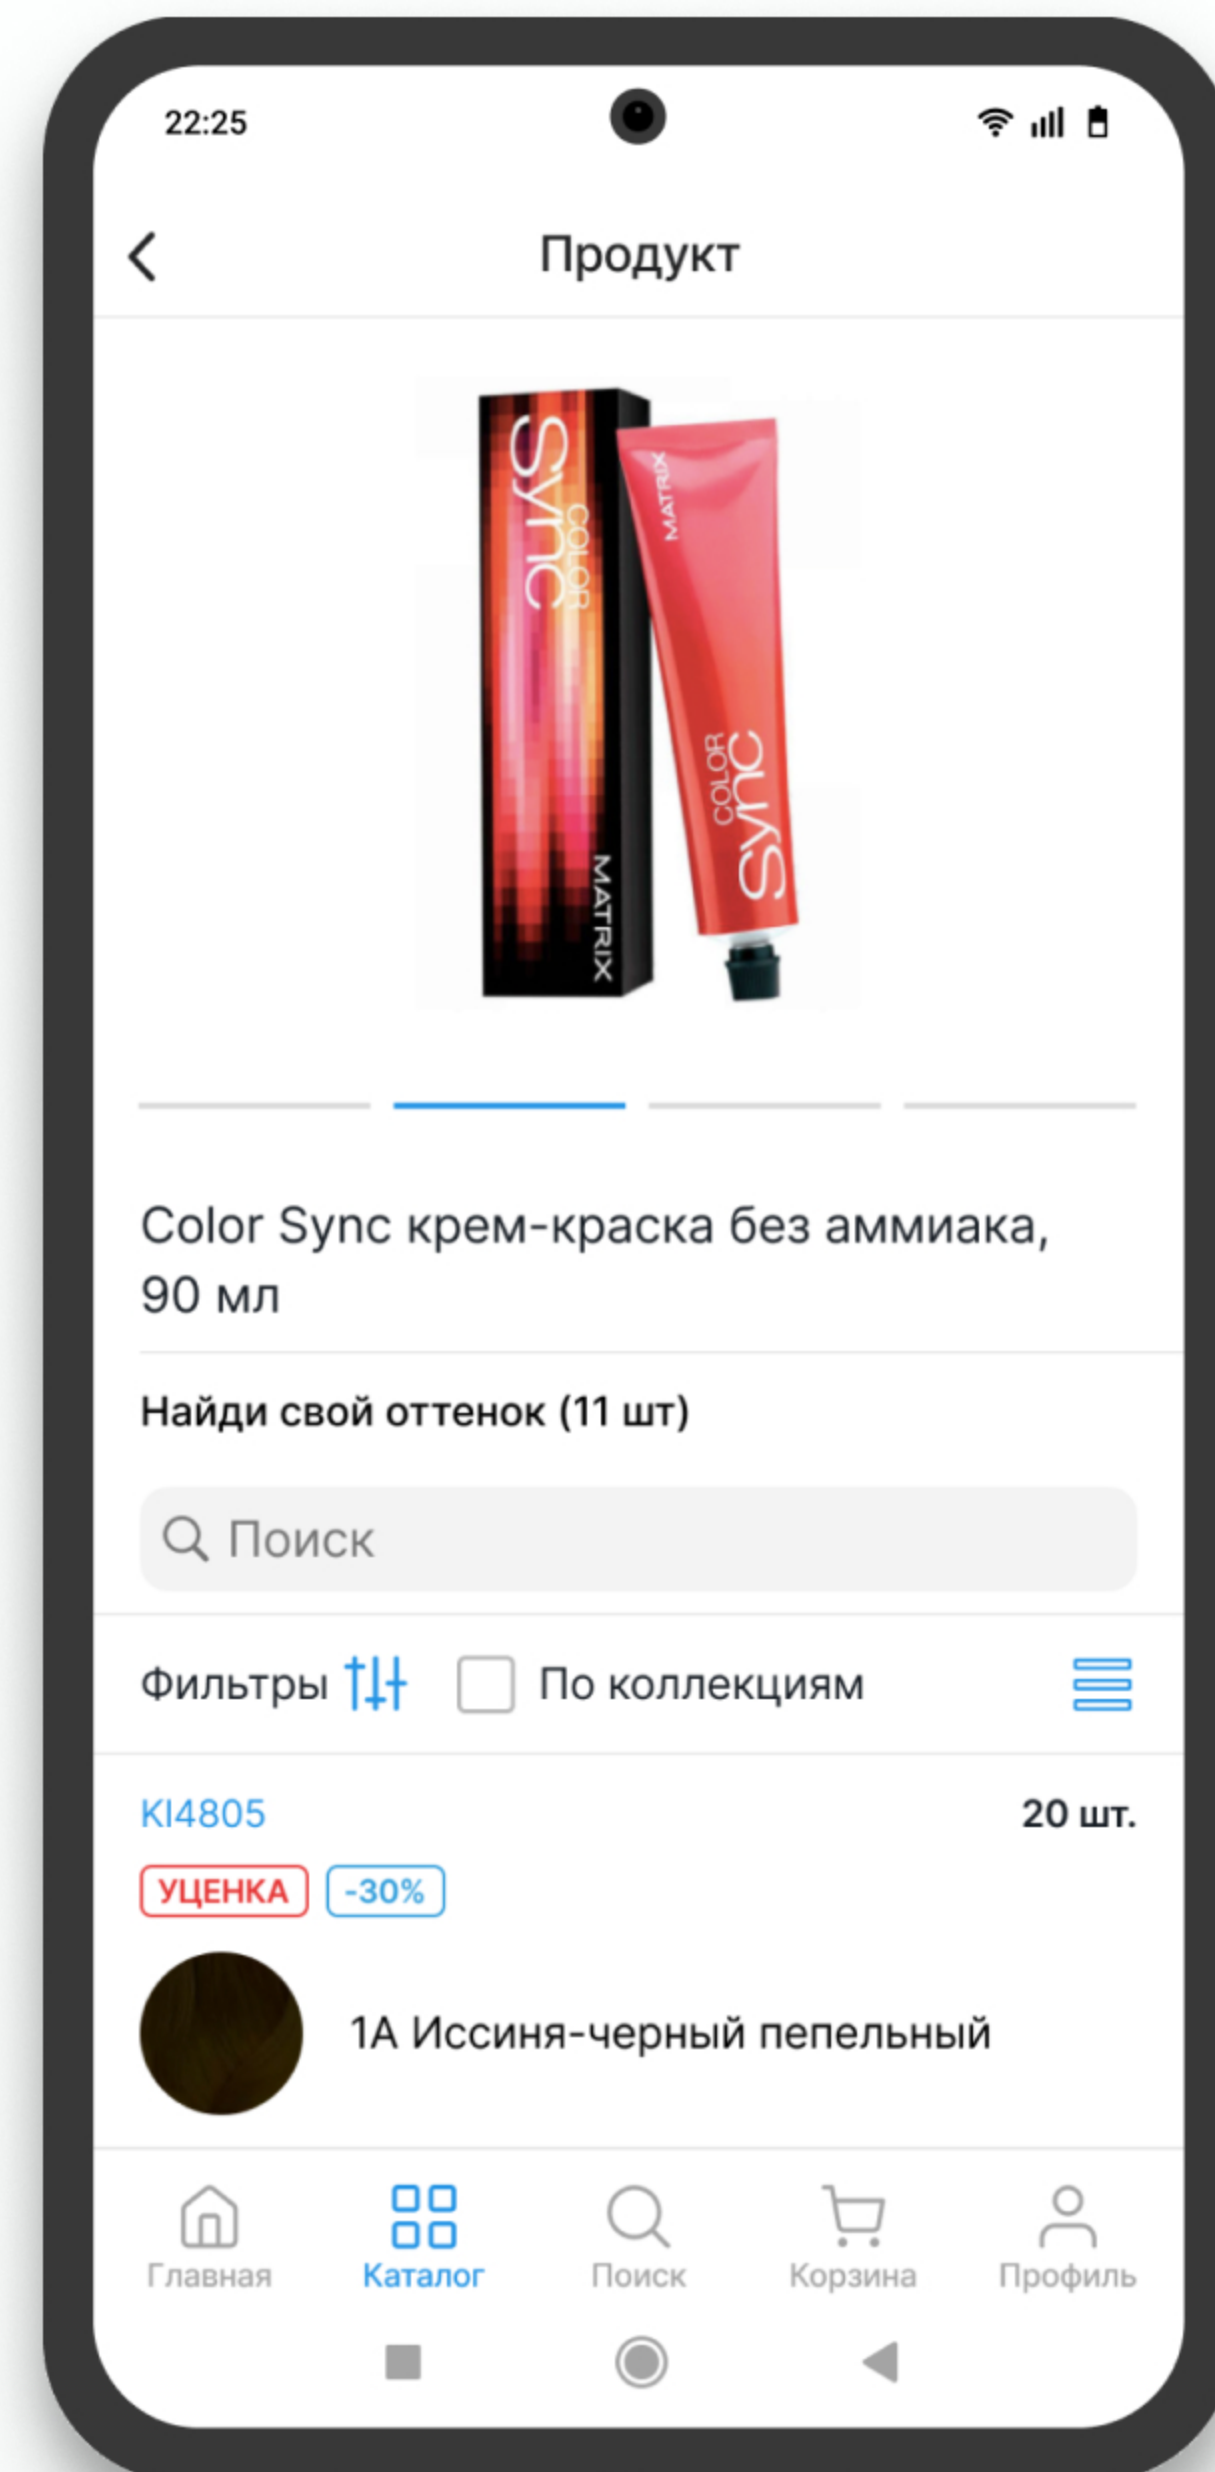 22:25
Продукт
Sync
COLOR
MATRIX
MATRIX
COLOR
Sync
Color Sync крем-краска без аммиака,
90 мл
Найди свой оттенок (11 шт)
Поиск
Фильтры По коллекциям
KI4805 20 шт.
УЦЕНКА -30%
1A Иссиня-черный пепельный
Главная Каталог Поиск Корзина Профиль